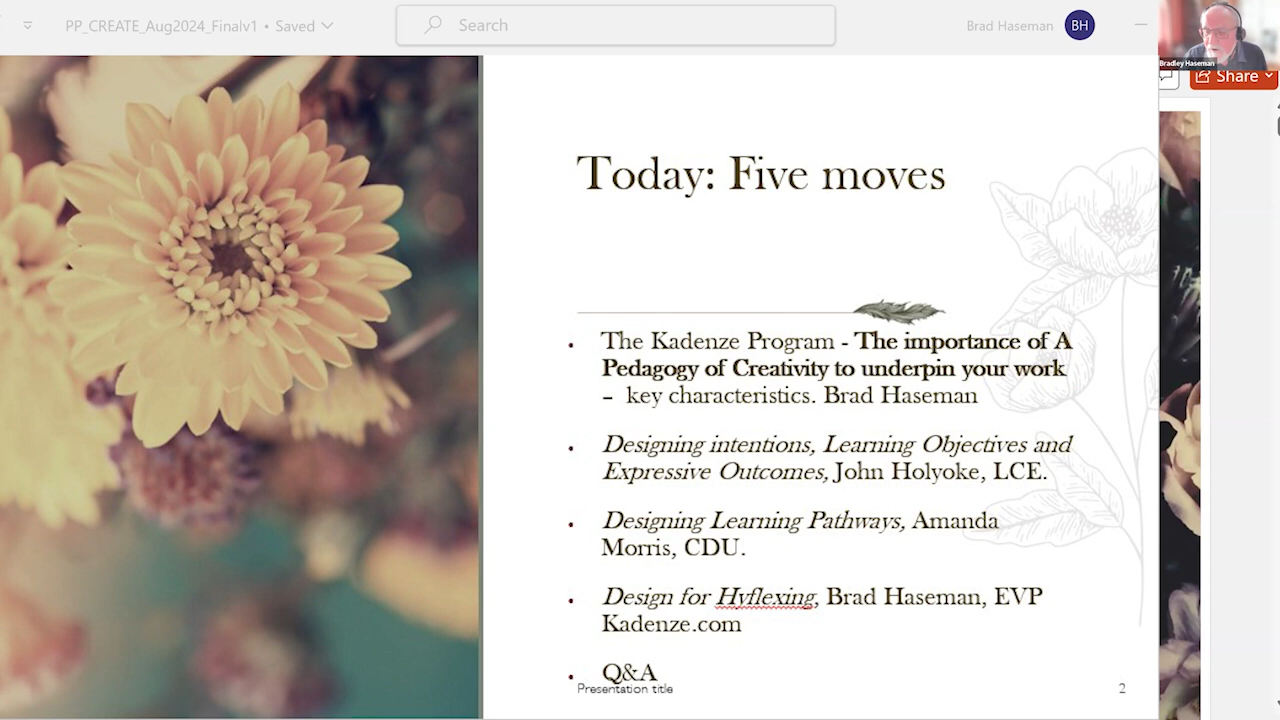 PP_CREATE_Aug2024_Finalv1 • Saved
Search
Brad Haseman
BH
Bradley Haseman
Share
Today: Five moves
• The Kadenze Program - The importance of A
Pedagogy of Creativity to underpin your work
– key characteristics. Brad Haseman
• Designing intentions, Learning Objectives and
Expressive Outcomes, John Holyoke, LCE.
• Designing Learning Pathways, Amanda
Morris, CDU.
• Design for Hyflexing, Brad Haseman, EVP
Kadenze.com
• Q&A
Presentation title
2